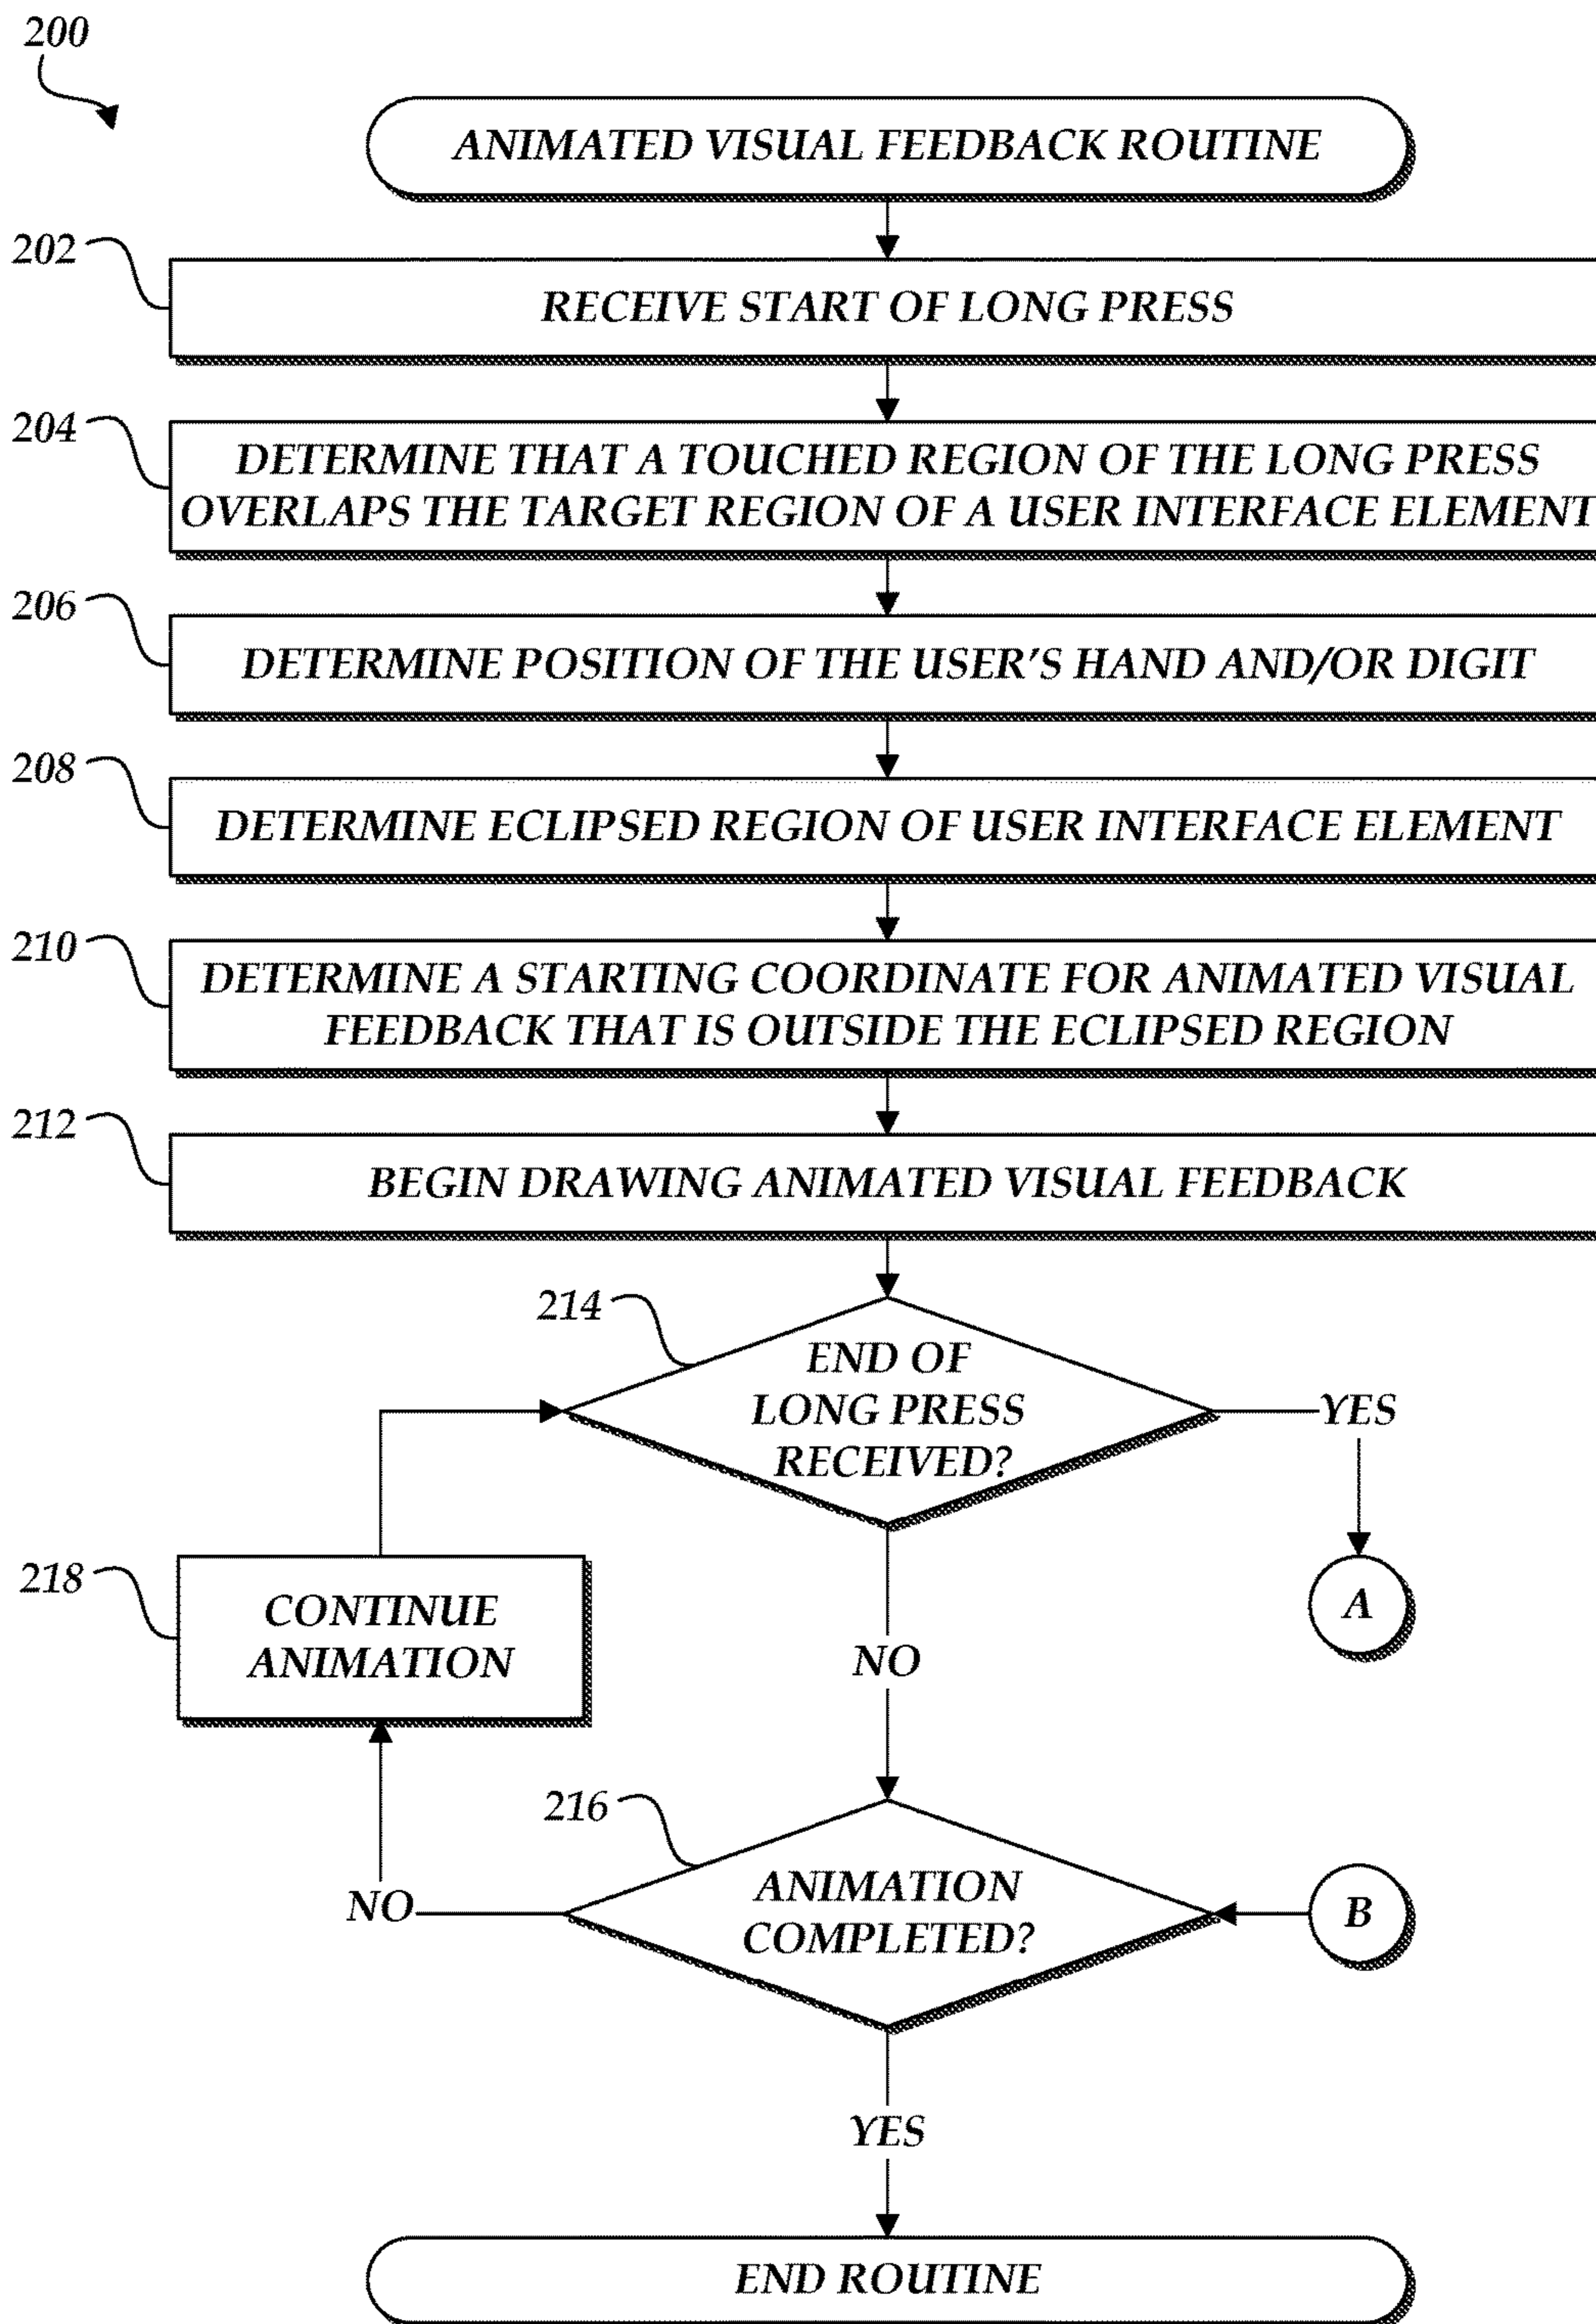 200
ANIMATED VISUAL FEEDBACK ROUTINE
202
RECEIVE START OF LONG PRESS
204
DETERMINE THAT A TOUCHED REGION OF THE LONG PRESS
OVERLAPS THE TARGET REGION OF A USER INTERFACE ELEMENT
206
DETERMINE POSITION OF THE USER'S HAND AND/OR DIGIT
208
DETERMINE ECLIPSED REGION OF USER INTERFACE ELEMENT
210
DETERMINE A STARTING COORDINATE FOR ANIMATED VISUAL
FEEDBACK THAT IS OUTSIDE THE ECLIPSED REGION
212
BEGIN DRAWING ANIMATED VISUAL FEEDBACK
214
END OF
LONG PRESS
RECEIVED?
YES
A
218
CONTINUE
ANIMATION
NO
216
ANIMATION
COMPLETED?
NO
B
YES
END ROUTINE